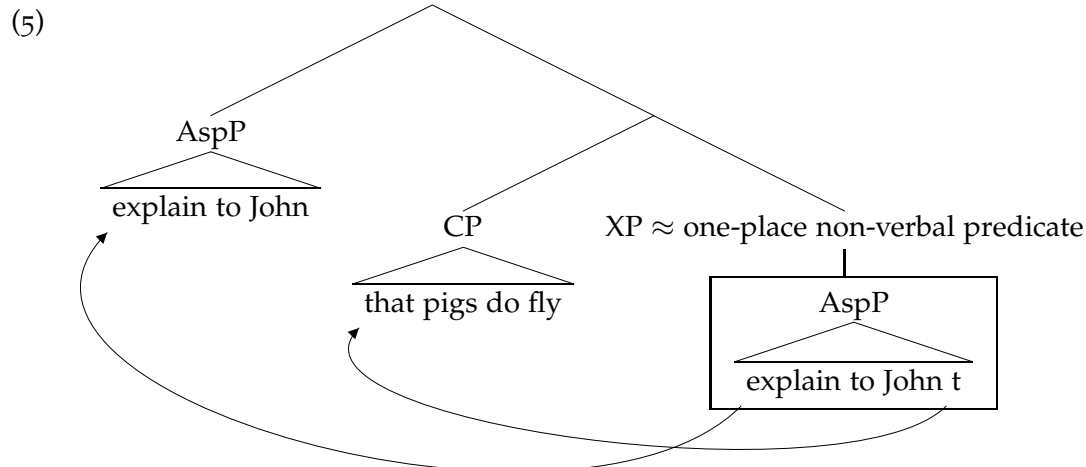 (5)
AspP
explain to John
CP
that pigs do fly
XP ≈ one-place non-verbal predicate
AspP
explain to John t